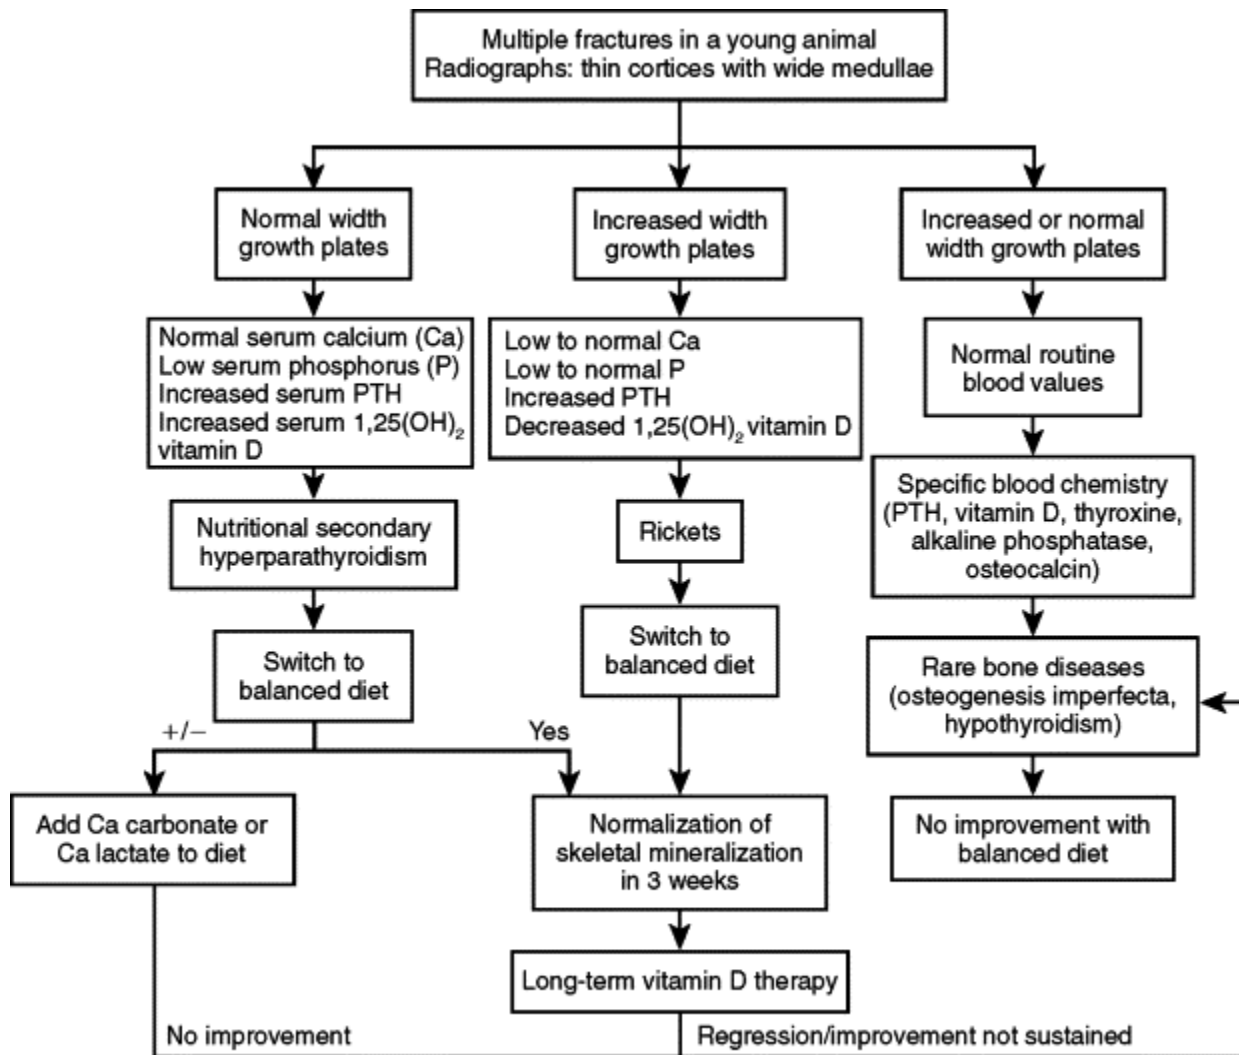 Multiple fractures in a young animal
Radiographs: thin cortices with wide medullae
Normal width
growth plates
Increased width
growth plates
Increased or normal
width growth plates
Normal serum calcium (Ca)
Low serum phosphorus (P)
Increased serum PTH
Increased serum 1,25(OH)₂
vitamin D
Low to normal Ca
Low to normal P
Increased PTH
Decreased 1,25(OH)₂ vitamin D
Normal routine
blood values
Nutritional secondary
hyperparathyroidism
Rickets
Specific blood chemistry
(PTH, vitamin D, thyroxine,
alkaline phosphatase,
osteocalcin)
Switch to
balanced diet
Switch to
balanced diet
Rare bone diseases
(osteogenesis imperfecta,
hypothyroidism)
+/−
Yes
Add Ca carbonate or
Ca lactate to diet
Normalization of
skeletal mineralization
in 3 weeks
No improvement with
balanced diet
Long-term vitamin D therapy
No improvement
Regression/improvement not sustained